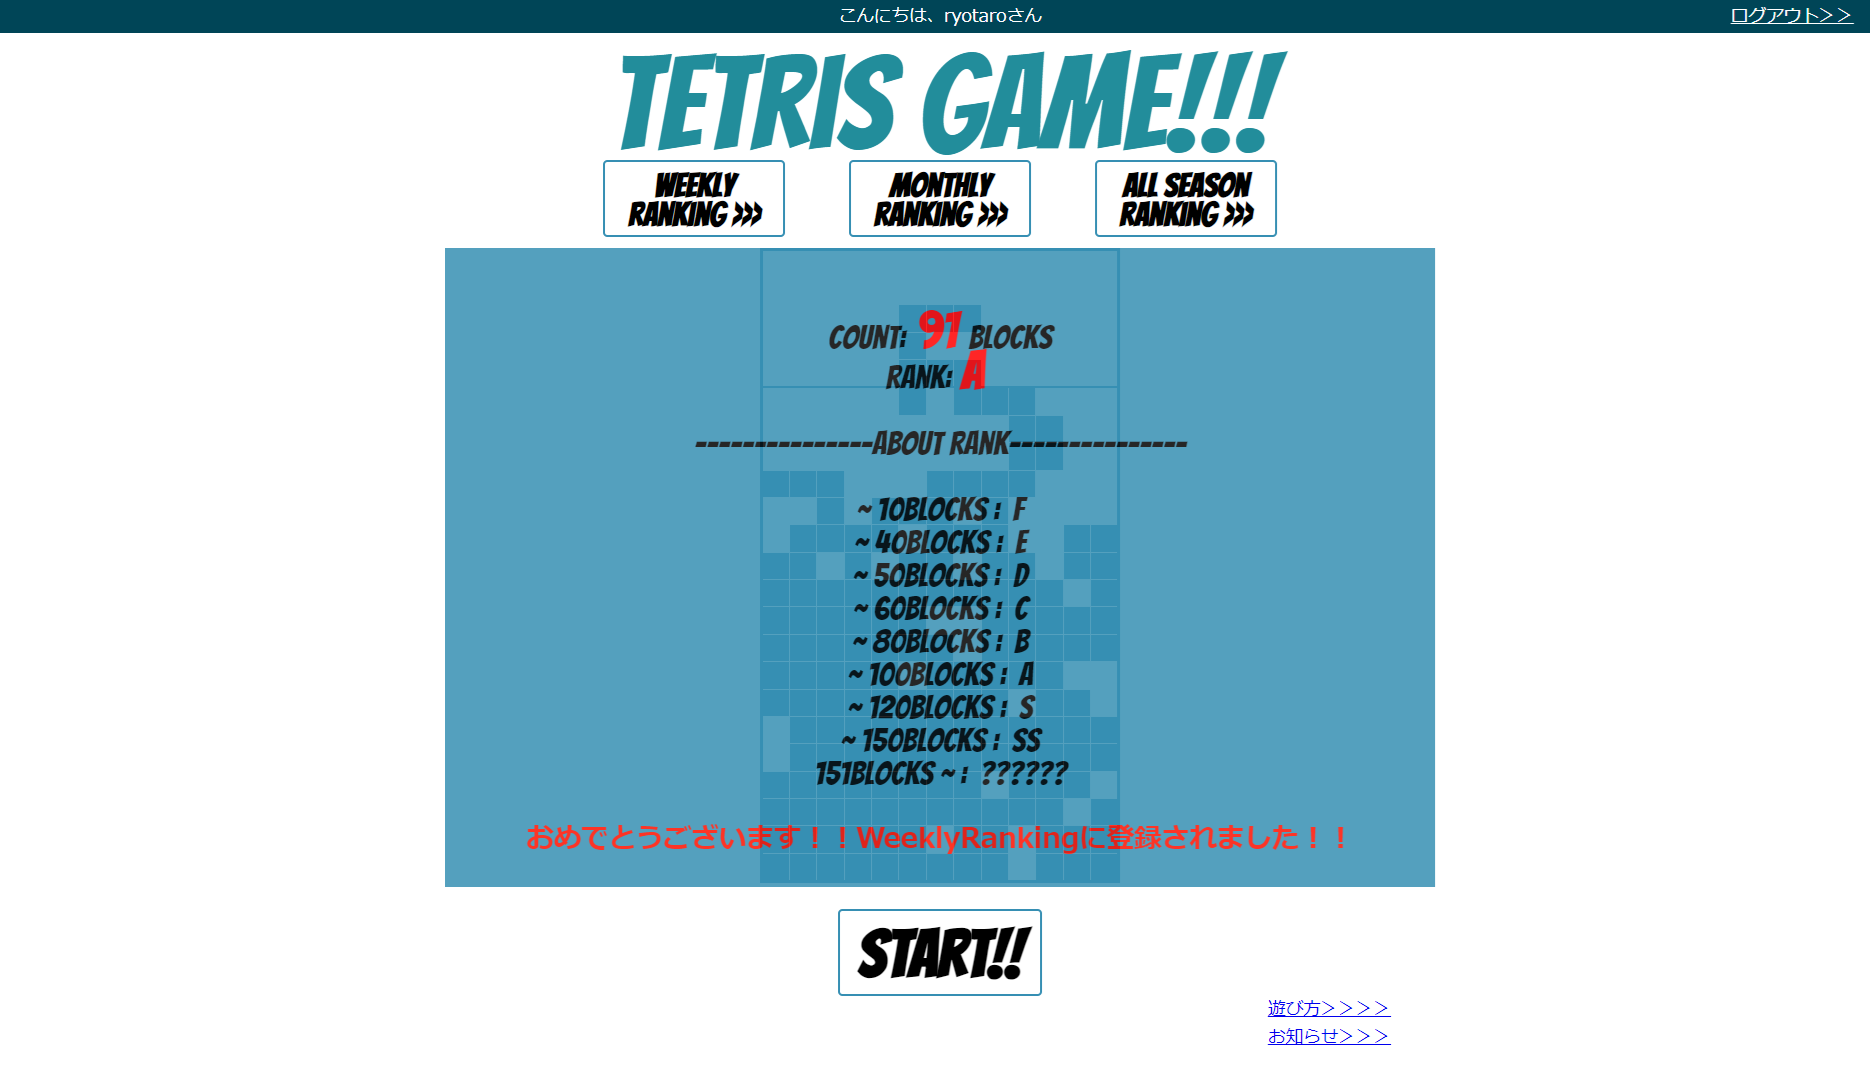 こんにちは、ryotaroさん
ログアウト＞＞
TETRIS GAME!!!
WEEKLY
RANKING >>>
MONTHLY
RANKING >>>
ALL SEASON
RANKING >>>
COUNT: 91 BLOCKS
RANK: A
---------------ABOUT RANK---------------
~ 10BLOCKS : F
~ 40BLOCKS : E
~ 50BLOCKS : D
~ 60BLOCKS : C
~ 80BLOCKS : B
~ 100BLOCKS : A
~ 120BLOCKS : S
~ 150BLOCKS : SS
151BLOCKS ~ : ??????
おめでとうございます！！WeeklyRankingに登録されました！！
START!!
遊び方＞＞＞＞
お知らせ＞＞＞